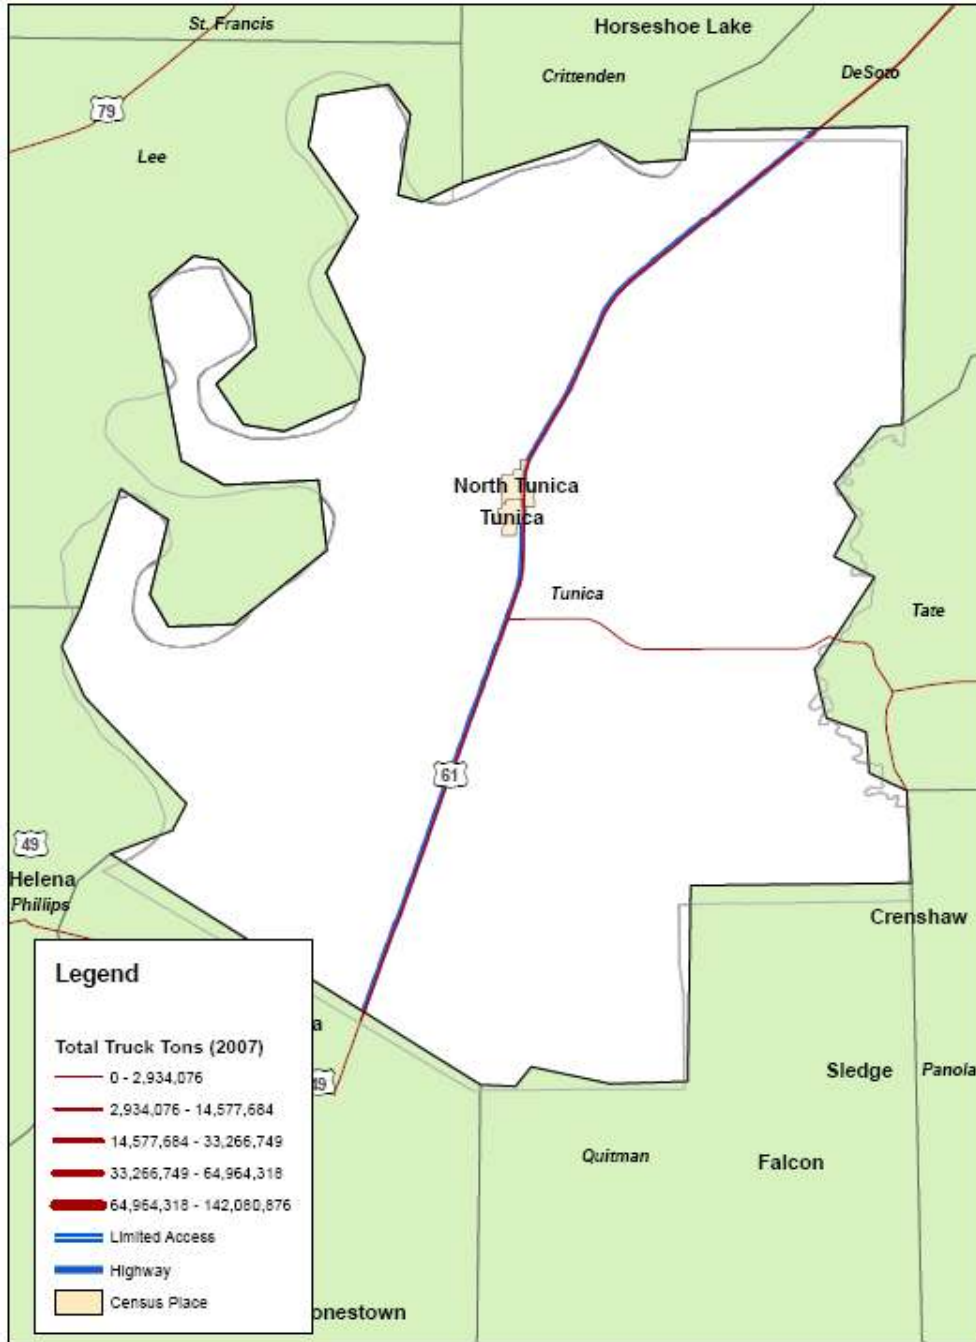 St. Francis
Horseshoe Lake
Crittenden
DeSoto
79
Lee
North Tunica
Tunica
Tunica
Tate
61
49
Helena
Phillips
Crenshaw
Legend
a
Total Truck Tons (2007)
0 - 2,934,076
49
Sledge
Panola
2,934,076 - 14,577,684
14,577,684 - 33,266,749
33,266,749 - 64,964,318
Quitman
Falcon
64,964,318 - 142,080,876
Limited Access
Highway
Census Place
onestown